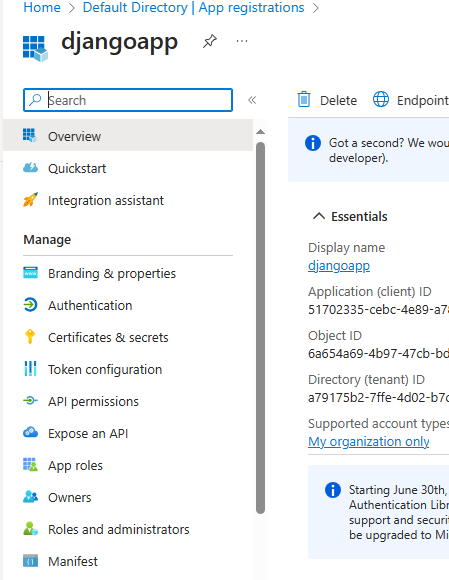 Home > Default Directory | App registrations >
djangoapp
Search
Delete Endpoint
Overview
Quickstart
Integration assistant
Manage
Branding & properties
Authentication
Certificates & secrets
Token configuration
API permissions
Expose an API
App roles
Owners
Roles and administrators
Manifest
Got a second? We wou
developer).
Essentials
Display name
djangoapp
Application (client) ID
51702335-cebc-4e89-a7
Object ID
6a654a69-4b97-47cb-bd
Directory (tenant) ID
a79175b2-7ffe-4d02-b7
Supported account types
My organization only
Starting June 30th,
Authentication Libr
support and securit
be upgraded to Mi